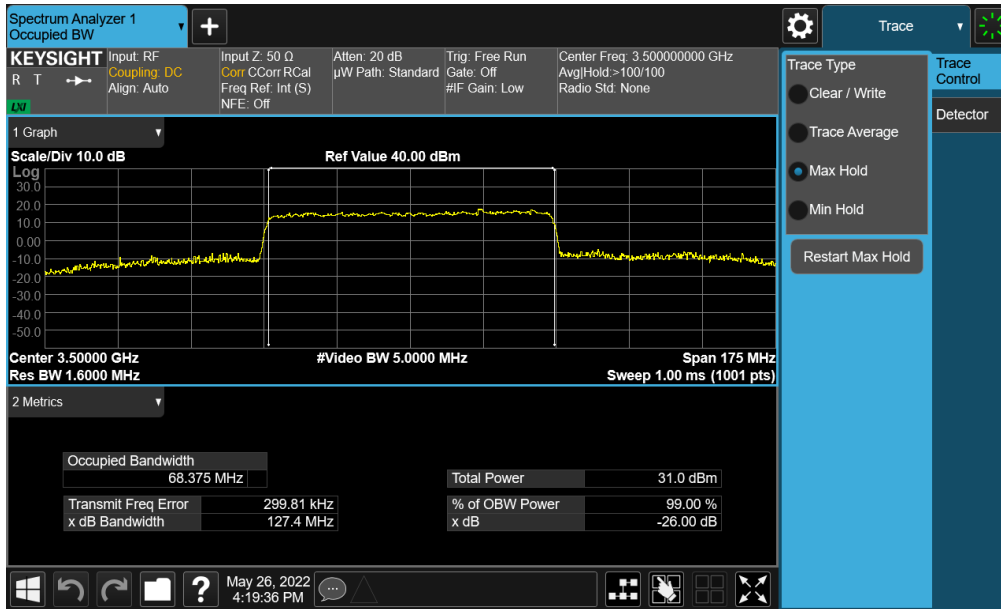 Spectrum Analyzer 1
Occupied BW
+
Trace
KEYSIGHT Input: RF Input Z: 50 Ω Atten: 20 dB Trig: Free Run Center Freq: 3.500000000 GHz
R T Coupling: DC Corr CCorr RCal µW Path: Standard Gate: Off Avg|Hold:>100/100
Align: Auto Freq Ref: Int (S) #IF Gain: Low Radio Std: None
LXI NFE: Off
Trace Type
Clear / Write
Trace Average
Max Hold
Min Hold
Restart Max Hold
Trace
Control
Detector
1 Graph
Scale/Div 10.0 dB Ref Value 40.00 dBm
Log
30.0
20.0
10.0
0.00
-10.0
-20.0
-30.0
-40.0
-50.0
Center 3.50000 GHz #Video BW 5.0000 MHz Span 175 MHz
Res BW 1.6000 MHz Sweep 1.00 ms (1001 pts)
2 Metrics
Occupied Bandwidth
68.375 MHz Total Power 31.0 dBm
Transmit Freq Error 299.81 kHz % of OBW Power 99.00 %
x dB Bandwidth 127.4 MHz x dB -26.00 dB
? May 26, 2022
4:19:36 PM